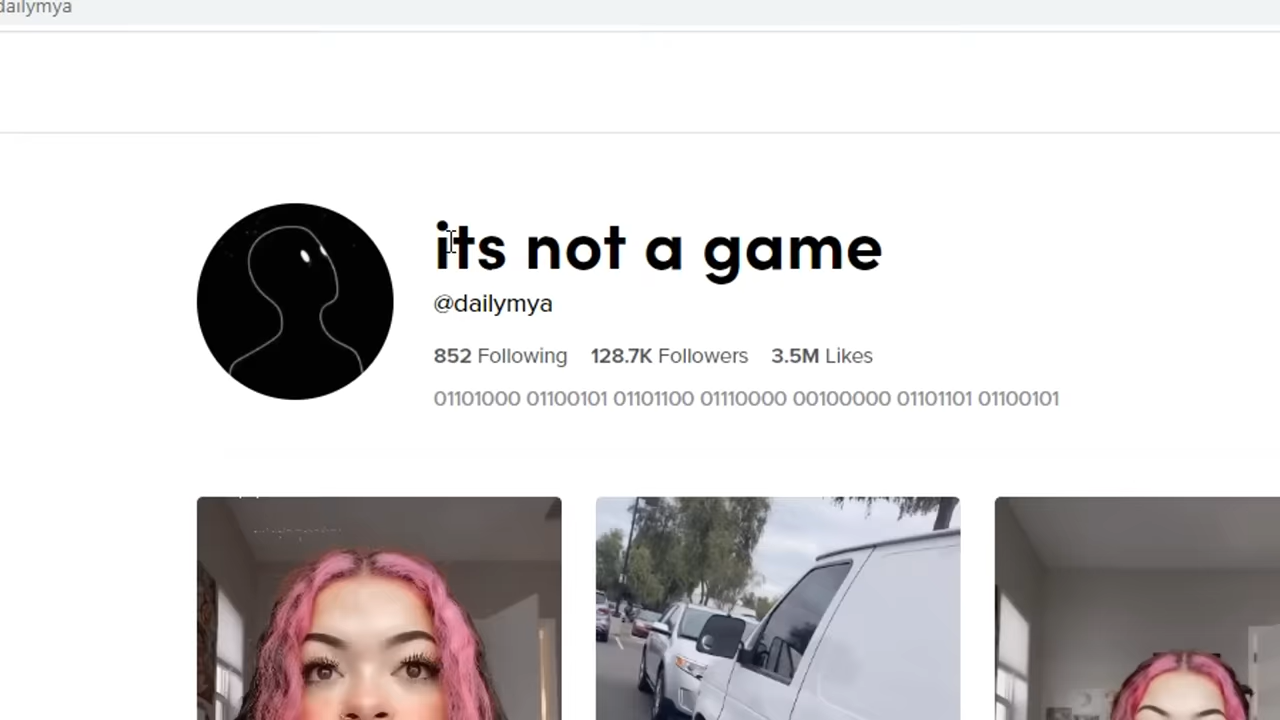 dailymya
its not a game
@dailymya
852 Following 128.7K Followers 3.5M Likes
01101000 01100101 01101100 01110000 00100000 01101101 01100101